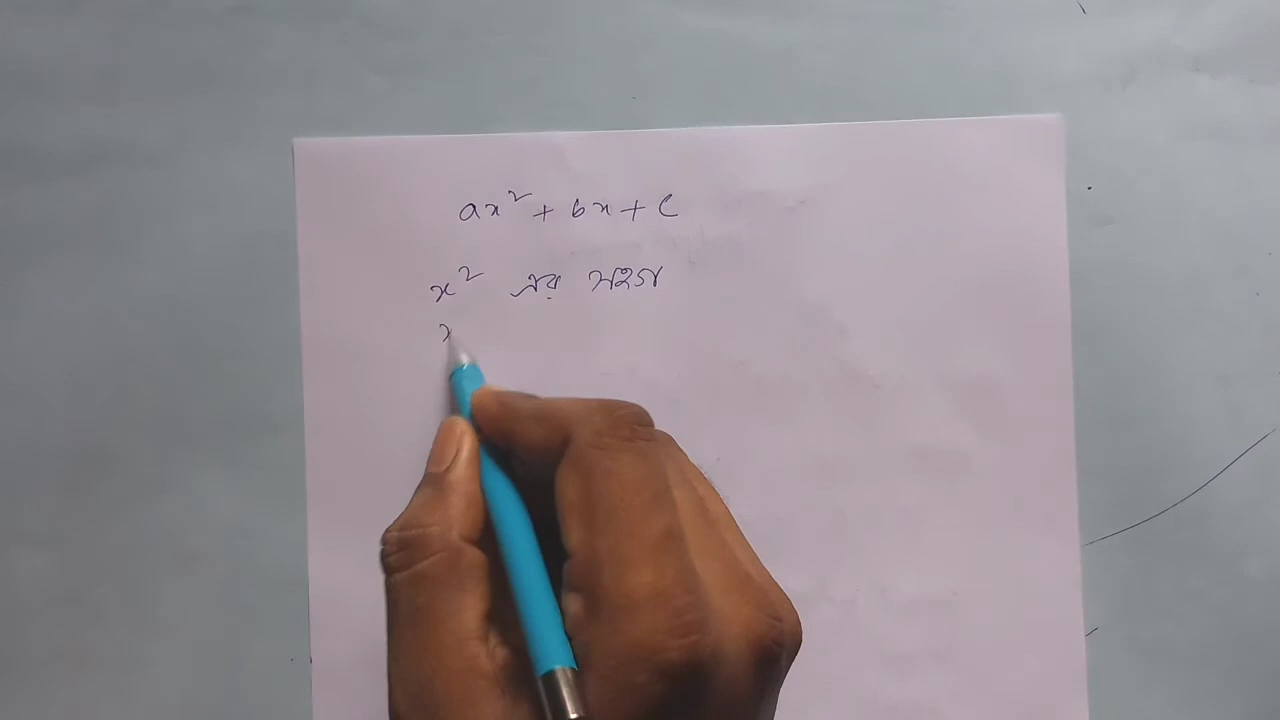 ax² + bx + c
x² এর সহগ
x